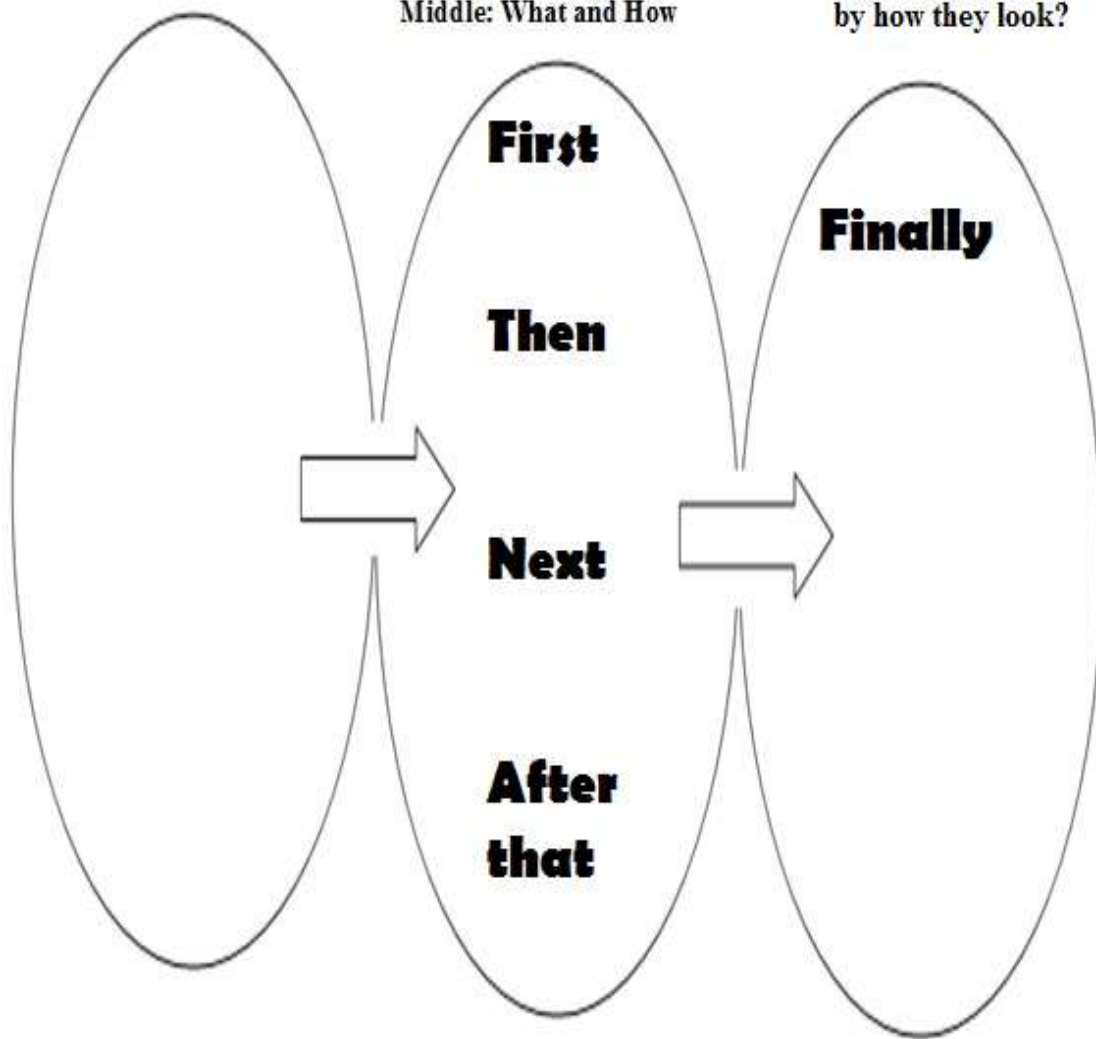 Middle: What and How
by how they look?
First
Then
Next
After
that
Finally